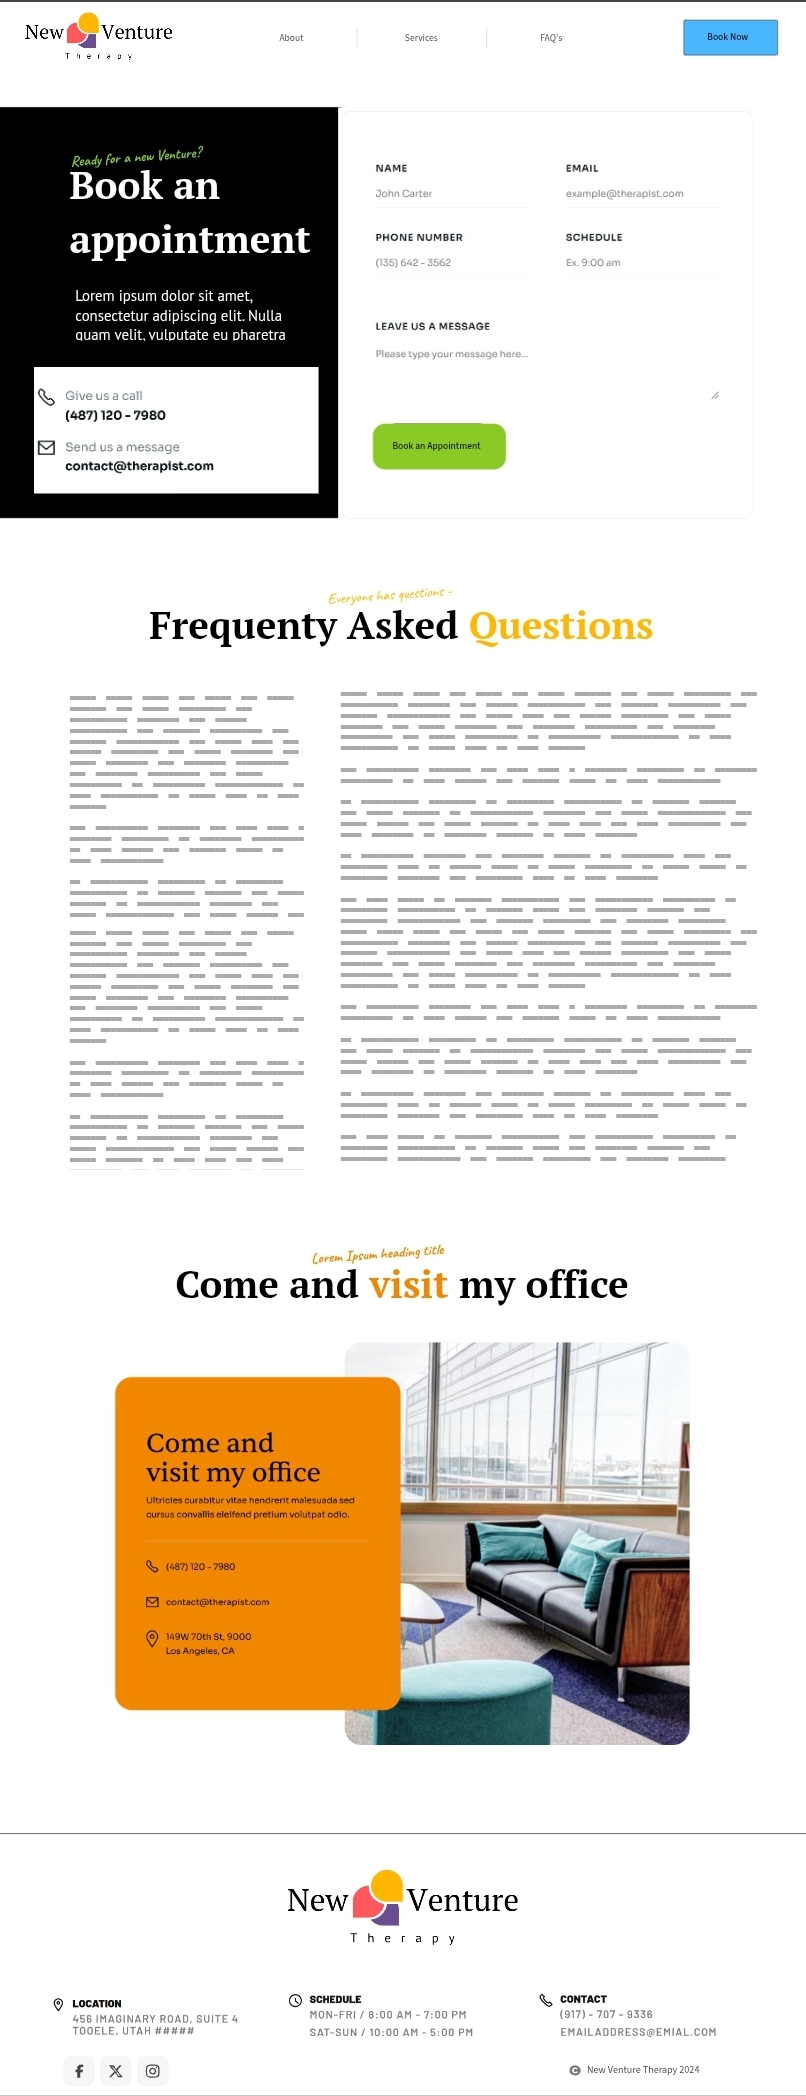 New Venture
Therapy
About
Services
FAQ's
Book Now
Ready for a new Venture?
Book an
appointment
Lorem ipsum dolor sit amet,
consectetur adipiscing elit. Nulla
quam velit, vulputate eu pharetra
Give us a call
(487) 120 - 7980
Send us a message
contact@therapist.com
NAME
EMAIL
John Carter
example@therapist.com
PHONE NUMBER
SCHEDULE
(135) 642 - 3562
Ex. 9:00 am
LEAVE US A MESSAGE
Please type your message here...
Book an Appointment
Everyone has questions -
Frequenty Asked Questions
Lorem Ipsum heading title
Come and visit my office
Come and
visit my office
Ultricies curabitur vitae hendrerit malesuada sed
cursus convallis eleifend pretium volutpat odio.
(487) 120 - 7980
contact@therapist.com
149W 70th St, 9000
Los Angeles, CA
New Venture
Therapy
LOCATION
456 IMAGINARY ROAD, SUITE 4
TOOELE, UTAH #####
SCHEDULE
MON-FRI / 8:00 AM - 7:00 PM
SAT-SUN / 10:00 AM - 5:00 PM
CONTACT
(917) - 707 - 9336
EMAILADDRESS@EMIAL.COM
© New Venture Therapy 2024